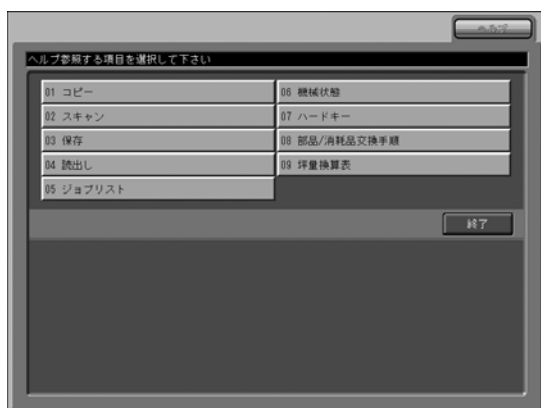 ヘルプ
ヘルプ参照する項目を選択して下さい
01 コピー
02 スキャン
03 保存
04 読出し
05 ジョブリスト
06 機械状態
07 ハードキー
08 部品/消耗品交換手順
09 坪量換算表
終了